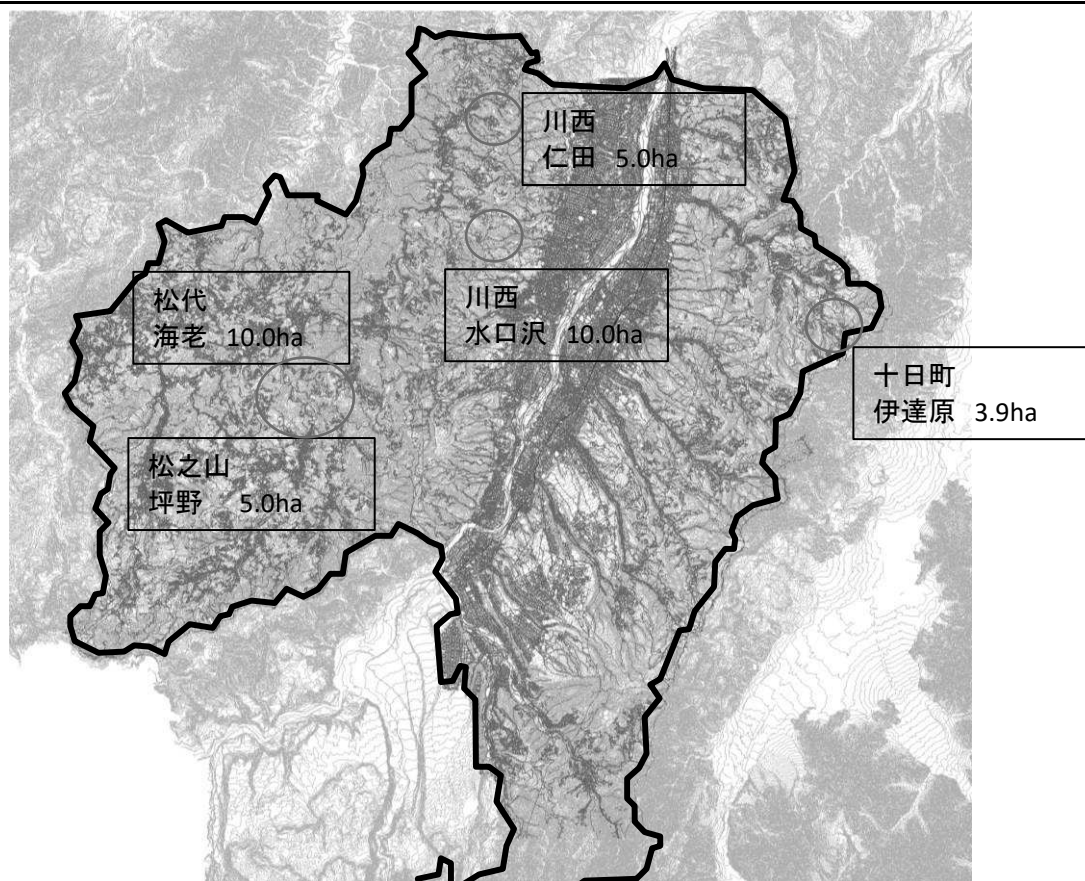 川西
仁田 5.0ha
松代
海老 10.0ha
川西
水口沢 10.0ha
十日町
伊達原 3.9ha
松之山
坪野 5.0ha